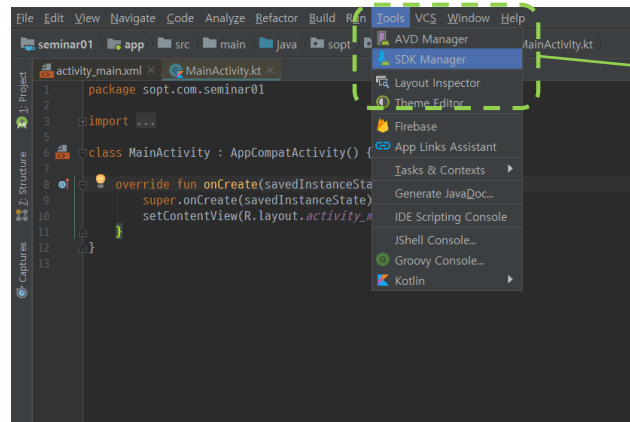 File Edit View Navigate Code Analyze Refactor Build Run Tools VCS Window Help
seminar01 app src main java sopt MainActivity.kt
activity_main.xml × MainActivity.kt ×
1: Project
Z: Structure
Captures
1 package sopt.com.seminar01
2
3 import ...
5
6 class MainActivity : AppCompatActivity() {
7
8 override fun onCreate(savedInstanceSta
9 super.onCreate(savedInstanceState)
10 setContentView(R.layout.activity_m
11 }
12 }
13
AVD Manager
SDK Manager
Layout Inspector
Theme Editor
Firebase
App Links Assistant
Tasks & Contexts
Generate JavaDoc...
IDE Scripting Console
JShell Console...
Groovy Console...
Kotlin